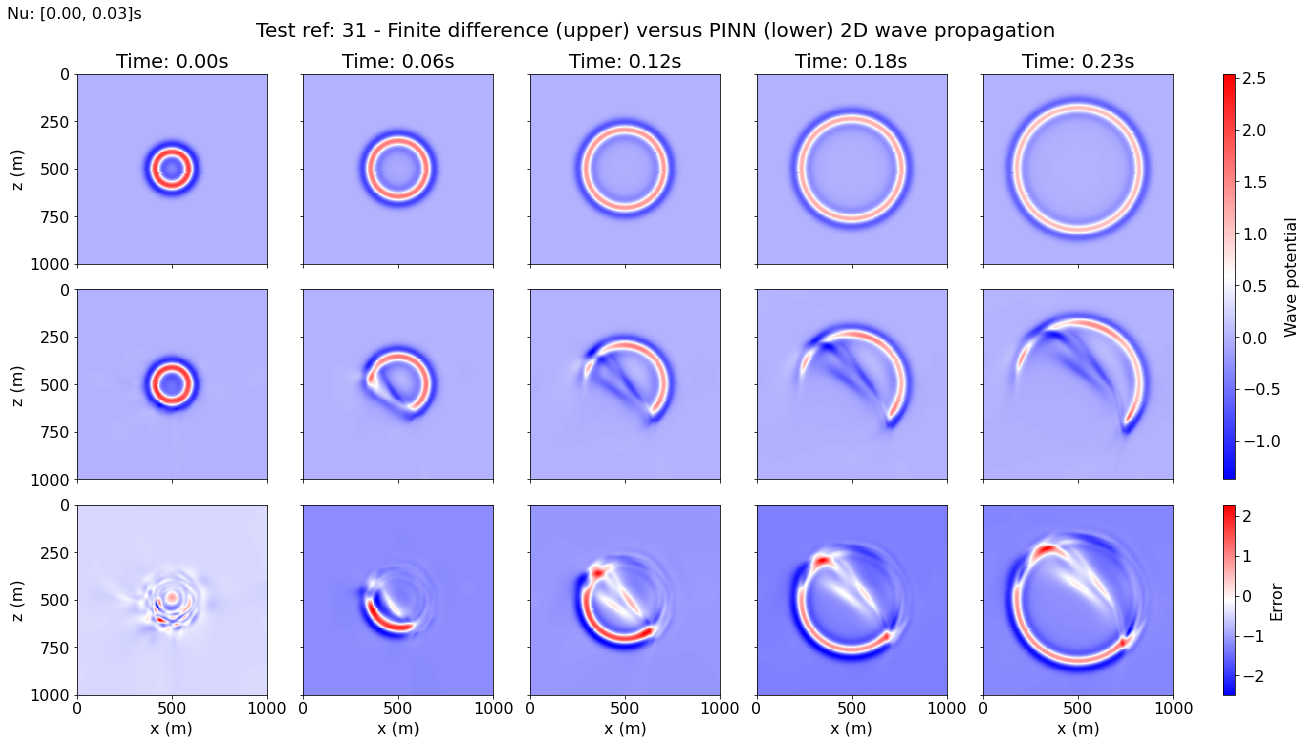 Nu: [0.00, 0.03]s
Test ref: 31 - Finite difference (upper) versus PINN (lower) 2D wave propagation
Time: 0.00s
Time: 0.06s
Time: 0.12s
Time: 0.18s
Time: 0.23s
0
250
500
750
1000
z (m)
0
250
500
750
1000
z (m)
2.5
2.0
1.5
1.0
0.5
0.0
−0.5
−1.0
Wave potential
0
250
500
750
1000
z (m)
2
1
0
−1
−2
Error
0 500 1000
0 500 1000
0 500 1000
0 500 1000
0 500 1000
x (m)
x (m)
x (m)
x (m)
x (m)